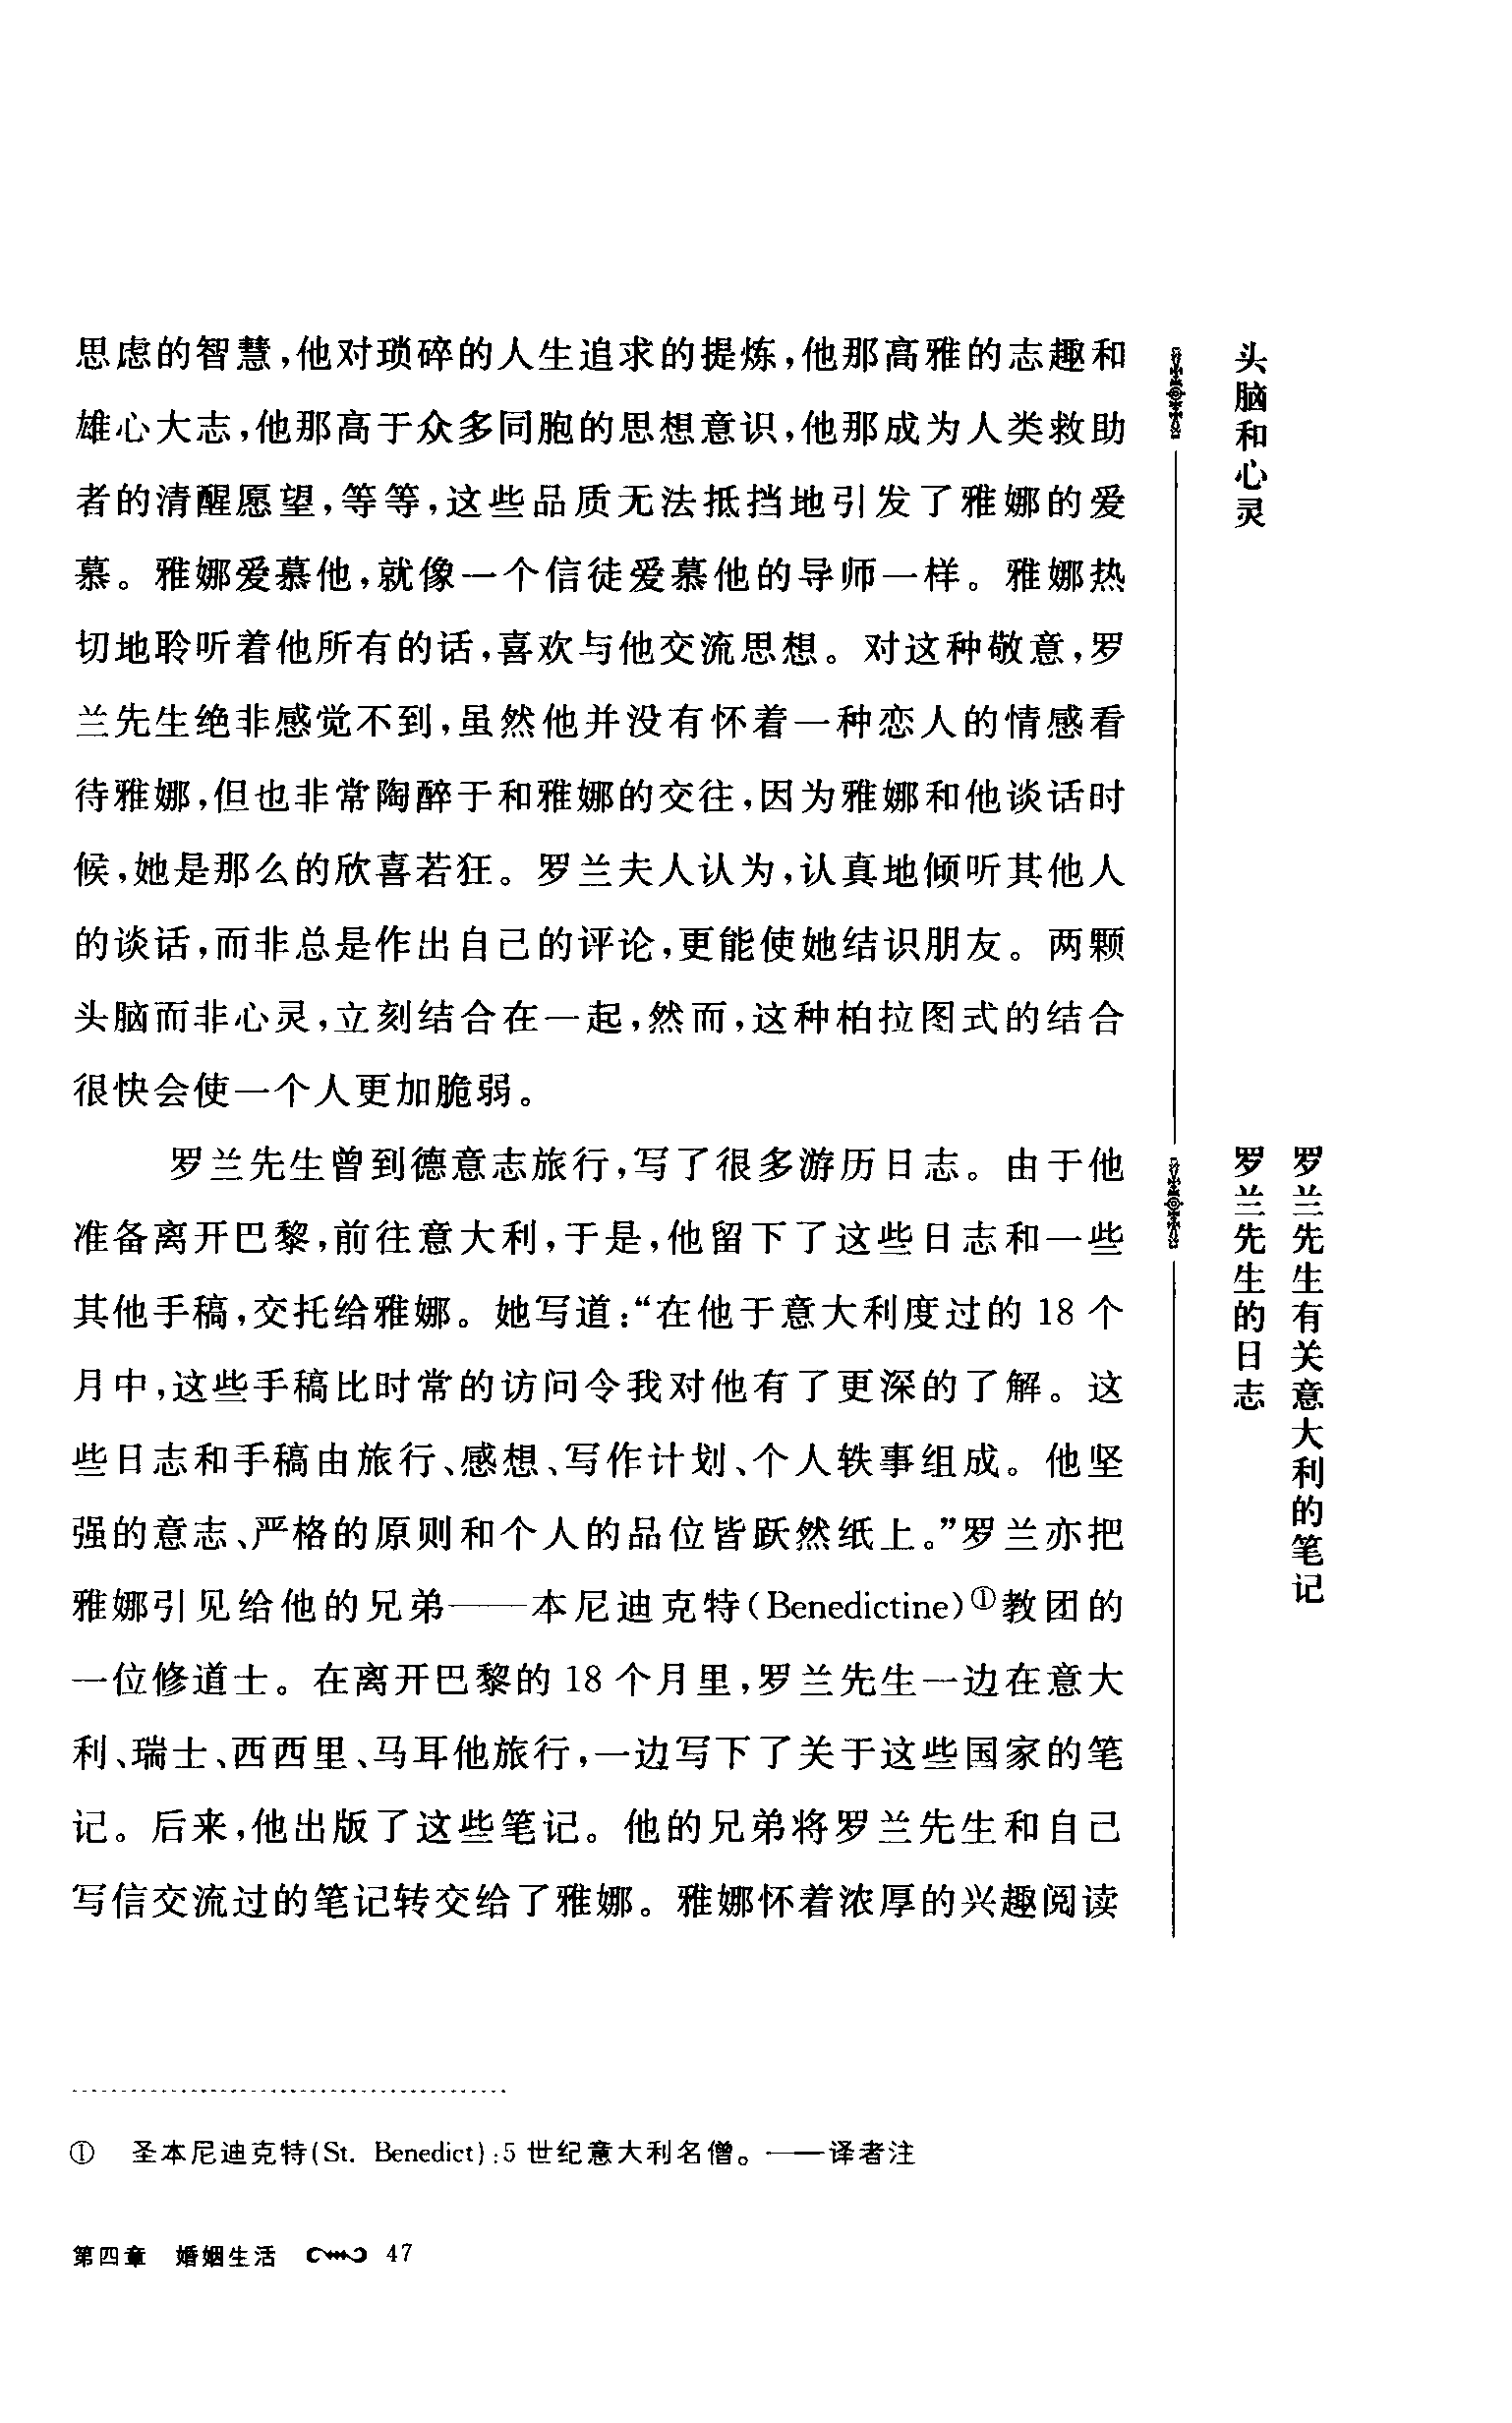 思虑的智慧,他对琐碎的人生追求的提炼,他那高雅的志趣和
雄心大志,他那高于众多同胞的思想意识,他那成为人类救助
者的清醒愿望,等等,这些品质无法抵挡地引发了雅娜的爱
慕。雅娜爱慕他,就像一个信徒爱慕他的导师一样。雅娜热
切地聆听着他所有的话,喜欢与他交流思想。对这种敬意,罗
兰先生绝非感觉不到,虽然他并没有怀着一种恋人的情感看
待雅娜,但也非常陶醉于和雅娜的交往,因为雅娜和他谈话时
候,她是那么的欣喜若狂。罗兰夫人认为,认真地倾听其他人
的谈话,而非总是作出自己的评论,更能使她结识朋友。两颗
头脑而非心灵,立刻结合在一起,然而,这种柏拉图式的结合
很快会使一个人更加脆弱。
罗兰先生曾到德意志旅行,写了很多游历日志。由于他
准备离开巴黎,前往意大利,于是,他留下了这些日志和一些
其他手稿,交托给雅娜。她写道:“在他于意大利度过的 18 个
月中,这些手稿比时常的访问令我对他有了更深的了解。这
些日志和手稿由旅行、感想、写作计划、个人轶事组成。他坚
强的意志、严格的原则和个人的品位皆跃然纸上。”罗兰亦把
雅娜引见给他的兄弟——本尼迪克特(Benedictine)①教团的
一位修道士。在离开巴黎的 18 个月里,罗兰先生一边在意大
利、瑞士、西西里、马耳他旅行,一边写下了关于这些国家的笔
记。后来,他出版了这些笔记。他的兄弟将罗兰先生和自己
写信交流过的笔记转交给了雅娜。雅娜怀着浓厚的兴趣阅读
头脑和心灵
罗兰先生的日志
罗兰先生有关意大利的笔记
① 圣本尼迪克特(St. Benedict):5 世纪意大利名僧。——译者注
第四章 婚姻生活 47